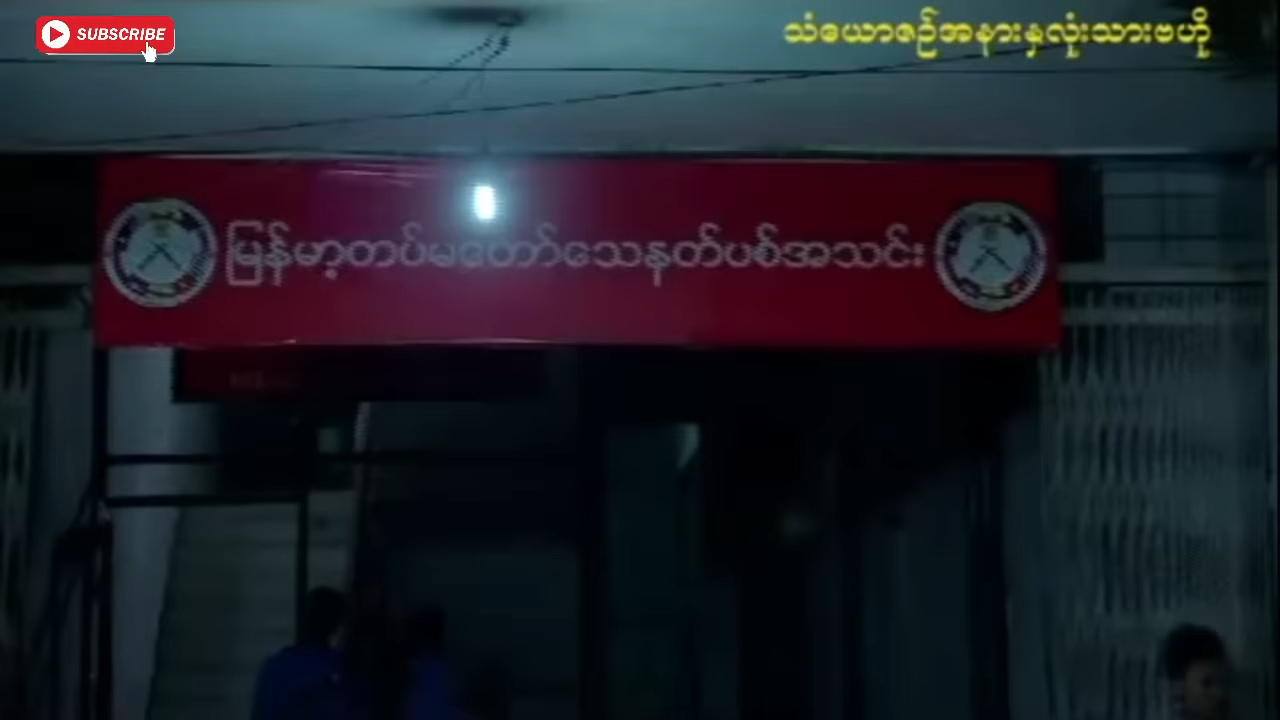 SUBSCRIBE
သံယောဇဉ်အနားနှလုံးသားဗဟို
မြန်မာ့တပ်မတော်သေနတ်ပစ်အသင်း